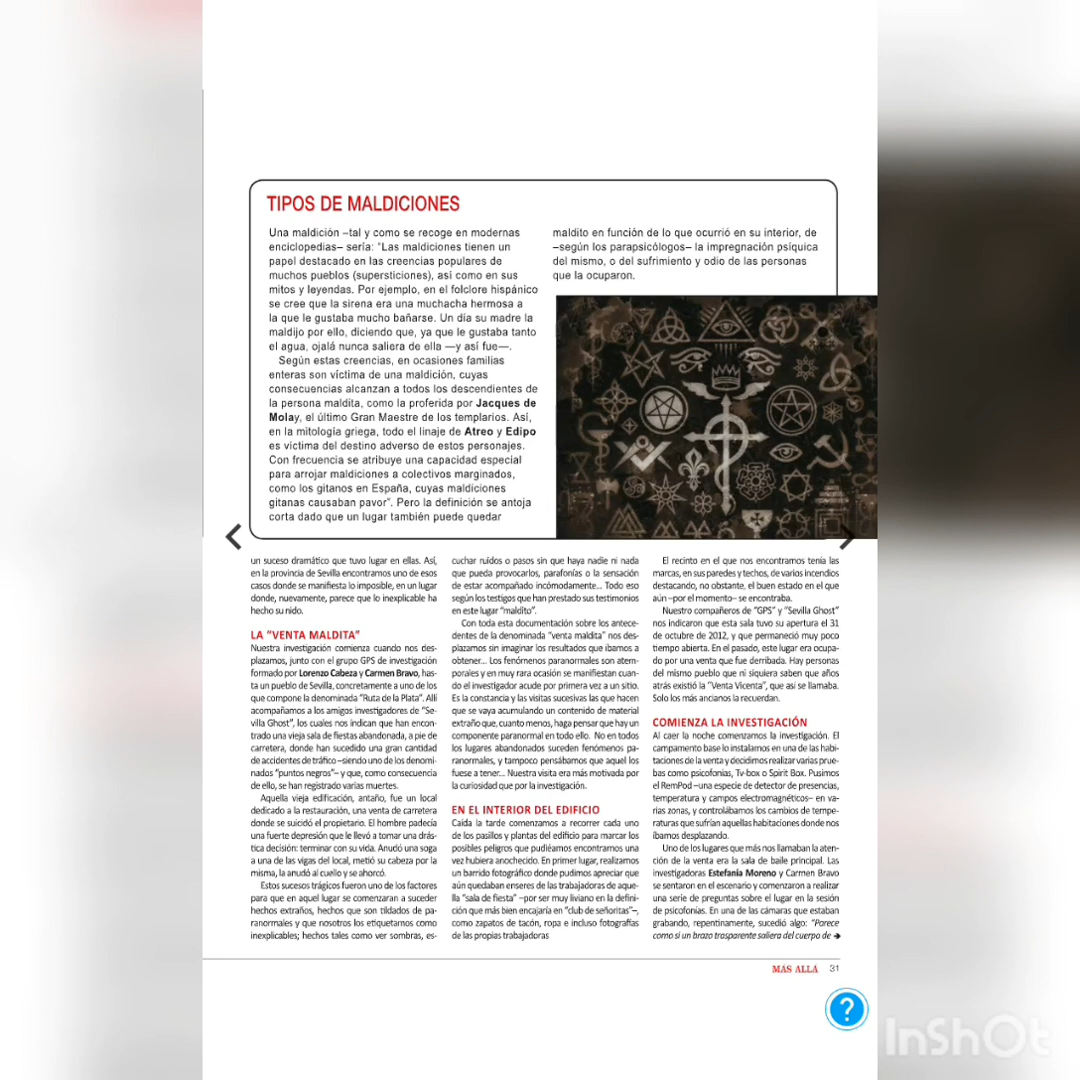 TIPOS DE MALDICIONES
Una maldición –tal y como se recoge en modernas
enciclopedias– sería: "Las maldiciones tienen un
papel destacado en las creencias populares de
muchos pueblos (supersticiones), así como en sus
mitos y leyendas. Por ejemplo, en el folclore hispánico
se cree que la sirena era una muchacha hermosa a
la que le gustaba mucho bañarse. Un día su madre la
maldijo por ello, diciendo que, ya que le gustaba tanto
el agua, ojalá nunca saliera de ella —y así fue—.
Según estas creencias, en ocasiones familias
enteras son víctima de una maldición, cuyas
consecuencias alcanzan a todos los descendientes de
la persona maldita, como la proferida por Jacques de
Molay, el último Gran Maestre de los templarios. Así,
en la mitología griega, todo el linaje de Atreo y Edipo
es víctima del destino adverso de estos personajes.
Con frecuencia se atribuye una capacidad especial
para arrojar maldiciones a colectivos marginados,
como los gitanos en España, cuyas maldiciones
gitanas causaban pavor". Pero la definición se antoja
corta dado que un lugar también puede quedar
maldito en función de lo que ocurrió en su interior, de
–según los parapsicólogos– la impregnación psíquica
del mismo, o del sufrimiento y odio de las personas
que la ocuparon.
un suceso dramático que tuvo lugar en ellas. Así,
en la provincia de Sevilla encontramos uno de esos
casos donde se manifiesta lo imposible, en un lugar
donde, nuevamente, parece que lo inexplicable ha
hecho su nido.
LA "VENTA MALDITA"
Nuestra investigación comienza cuando nos des-
plazamos, junto con el grupo GPS de investigación
formado por Lorenzo Cabeza y Carmen Bravo, has-
ta un pueblo de Sevilla, concretamente a uno de los
que compone la denominada "Ruta de la Plata". Allí
acompañamos a los amigos investigadores de "Se-
villa Ghost", los cuales nos indican que han encon-
trado una vieja sala de fiestas abandonada, a pie de
carretera, donde han sucedido una gran cantidad
de accidentes de tráfico –siendo uno de los denomi-
nados "puntos negros"– y que, como consecuencia
de ello, se han registrado varias muertes.
Aquella vieja edificación, antaño, fue un local
dedicado a la restauración, una venta de carretera
donde se suicidó el propietario. El hombre padecía
una fuerte depresión que le llevó a tomar una drás-
tica decisión: terminar con su vida. Anudó una soga
a una de las vigas del local, metió su cabeza por la
misma, la anudó al cuello y se ahorcó.
Estos sucesos trágicos fueron uno de los factores
para que en aquel lugar se comenzaran a suceder
hechos extraños, hechos que son tildados de pa-
ranormales y que nosotros los etiquetamos como
inexplicables; hechos tales como ver sombras, es-
cuchar ruidos o pasos sin que haya nadie ni nada
que pueda provocarlos, parafonías o la sensación
de estar acompañado incómodamente... Todo eso
según los testigos que han prestado sus testimonios
en este lugar "maldito".
Con toda esta documentación sobre los antece-
dentes de la denominada "venta maldita" nos des-
plazamos sin imaginar los resultados que íbamos a
obtener... Los fenómenos paranormales son atem-
porales y en muy rara ocasión se manifiestan cuan-
do el investigador acude por primera vez a un sitio.
Es la constancia y las visitas sucesivas las que hacen
que se vaya acumulando un contenido de material
extraño que, cuanto menos, haga pensar que hay un
componente paranormal en todo ello. No en todos
los lugares abandonados suceden fenómenos pa-
ranormales, y tampoco pensábamos que aquel los
fuese a tener... Nuestra visita era más motivada por
la curiosidad que por la investigación.
EN EL INTERIOR DEL EDIFICIO
Caída la tarde comenzamos a recorrer cada uno
de los pasillos y plantas del edificio para marcar los
posibles peligros que pudiéamos encontramos una
vez hubiera anochecido. En primer lugar, realizamos
un barrido fotográfico donde pudimos apreciar que
aún quedaban enseres de las trabajadoras de aque-
lla "sala de fiesta" –por ser muy liviano en la defini-
ción que más bien encajaría en "club de señoritas"–,
como zapatos de tacón, ropa e incluso fotografías
de las propias trabajadoras
El recinto en el que nos encontramos tenía las
marcas, en sus paredes y techos, de varios incendios
destacando, no obstante, el buen estado en el que
aún –por el momento– se encontraba.
Nuestro compañeros de "GPS" y "Sevilla Ghost"
nos indicaron que esta sala tuvo su apertura el 31
de octubre de 2012, y que permaneció muy poco
tiempo abierta. En el pasado, este lugar era ocupa-
do por una venta que fue derribada. Hay personas
del mismo pueblo que ni siquiera saben que años
atrás existió la "Venta Vicenta", que así se llamaba.
Solo los más ancianos la recuerdan.
COMIENZA LA INVESTIGACIÓN
Al caer la noche comenzamos la investigación. El
campamento base lo instalamos en una de las habi-
taciones de la venta y decidimos realizar varias prue-
bas como psicofonías, Tv-box o Spirit Box. Pusimos
el RemPod –una especie de detector de presencias,
temperatura y campos electromagnéticos– en va-
rias zonas, y controlábamos los cambios de tempe-
raturas que sufrían aquellas habitaciones donde nos
íbamos desplazando.
Uno de los lugares que más nos llamaban la aten-
ción de la venta era la sala de baile principal. Las
investigadoras Estefanía Moreno y Carmen Bravo
se sentaron en el escenario y comenzaron a realizar
una serie de preguntas sobre el lugar en la sesión
de psicofonías. En una de las cámaras que estaban
grabando, repentinamente, sucedió algo: "Parece
como si un brazo trasparente saliera del cuerpo de
MÁS ALLÁ 31
?
InShOt